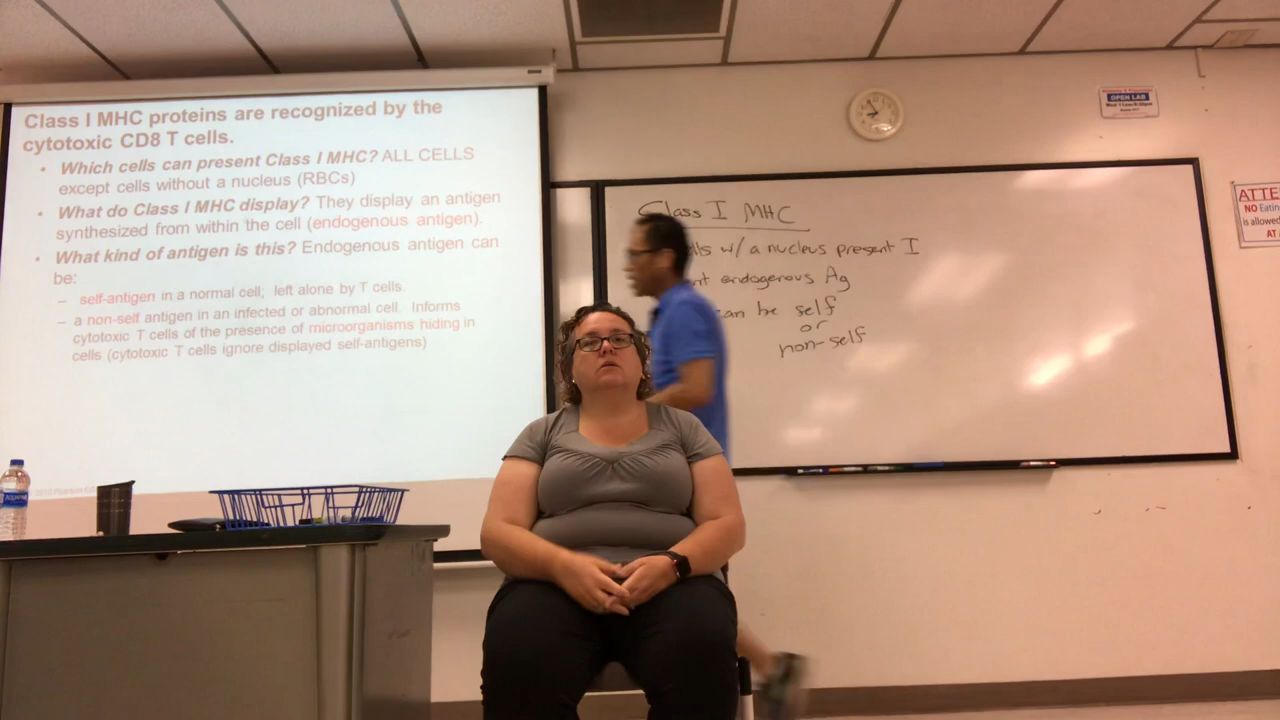 Class I MHC proteins are recognized by the
cytotoxic CD8 T cells.
• Which cells can present Class I MHC? ALL CELLS
except cells without a nucleus (RBCs)
• What do Class I MHC display? They display an antigen
synthesized from within the cell (endogenous antigen).
• What kind of antigen is this? Endogenous antigen can
be:
– self-antigen in a normal cell; left alone by T cells.
– a non-self antigen in an infected or abnormal cell. Informs
cytotoxic T cells of the presence of microorganisms hiding in
cells (cytotoxic T cells ignore displayed self-antigens)
Class I MHC
w/ a nucleus present I
endogenous Ag
can be self
or
non-self
OPEN LAB
ATTE
NO Eatin
is allowed
AT